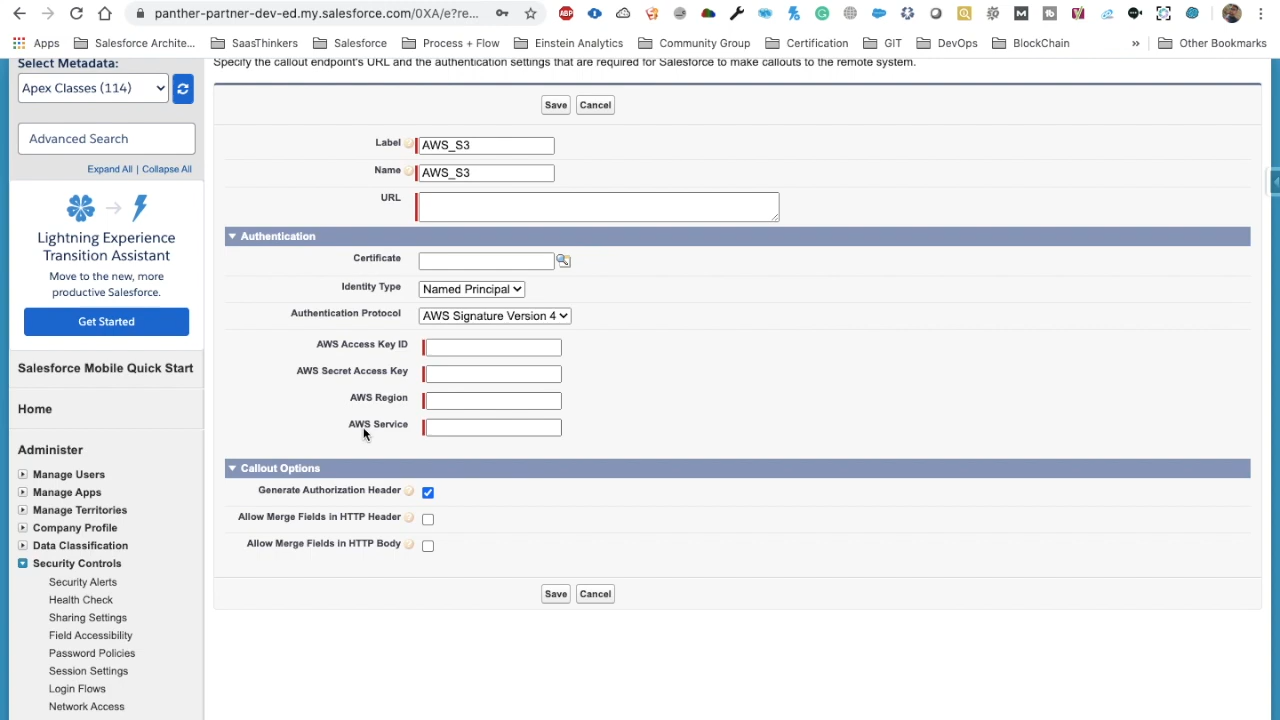 panther-partner-dev-ed.my.salesforce.com/0XA/e?re...
Apps Salesforce Archite... SaasThinkers Salesforce Process + Flow Einstein Analytics Community Group Certification GIT DevOps BlockChain » Other Bookmarks
Select Metadata:
Apex Classes (114)
Advanced Search
Expand All | Collapse All
Lightning Experience
Transition Assistant
Move to the new, more
productive Salesforce.
Get Started
Salesforce Mobile Quick Start
Home
Administer
Manage Users
Manage Apps
Manage Territories
Company Profile
Data Classification
Security Controls
Security Alerts
Health Check
Sharing Settings
Field Accessibility
Password Policies
Session Settings
Login Flows
Network Access
Specify the callout endpoint's URL and the authentication settings that are required for Salesforce to make callouts to the remote system.
Save Cancel
Label AWS_S3
Name AWS_S3
URL
Authentication
Certificate
Identity Type Named Principal
Authentication Protocol AWS Signature Version 4
AWS Access Key ID
AWS Secret Access Key
AWS Region
AWS Service
Callout Options
Generate Authorization Header
Allow Merge Fields in HTTP Header
Allow Merge Fields in HTTP Body
Save Cancel